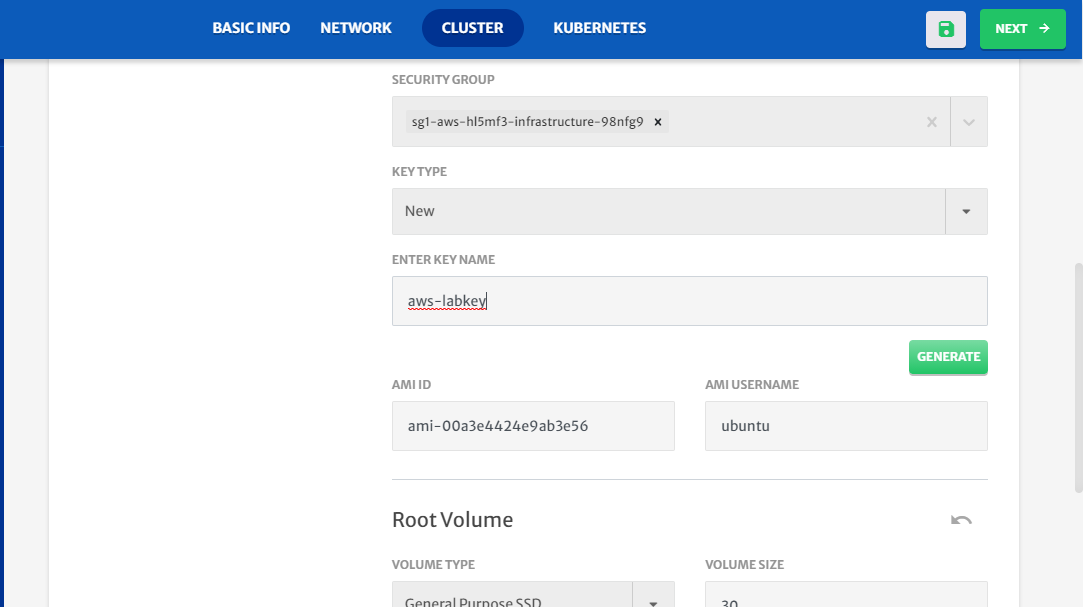 BASIC INFO NETWORK CLUSTER KUBERNETES NEXT
SECURITY GROUP
sg1-aws-hl5mf3-infrastructure-98nfg9 x x
KEY TYPE
New
ENTER KEY NAME
aws-labkey
GENERATE
AMI ID AMI USERNAME
ami-00a3e4424e9ab3e56 ubuntu
Root Volume
VOLUME TYPE VOLUME SIZE
General Purpose SSD 30